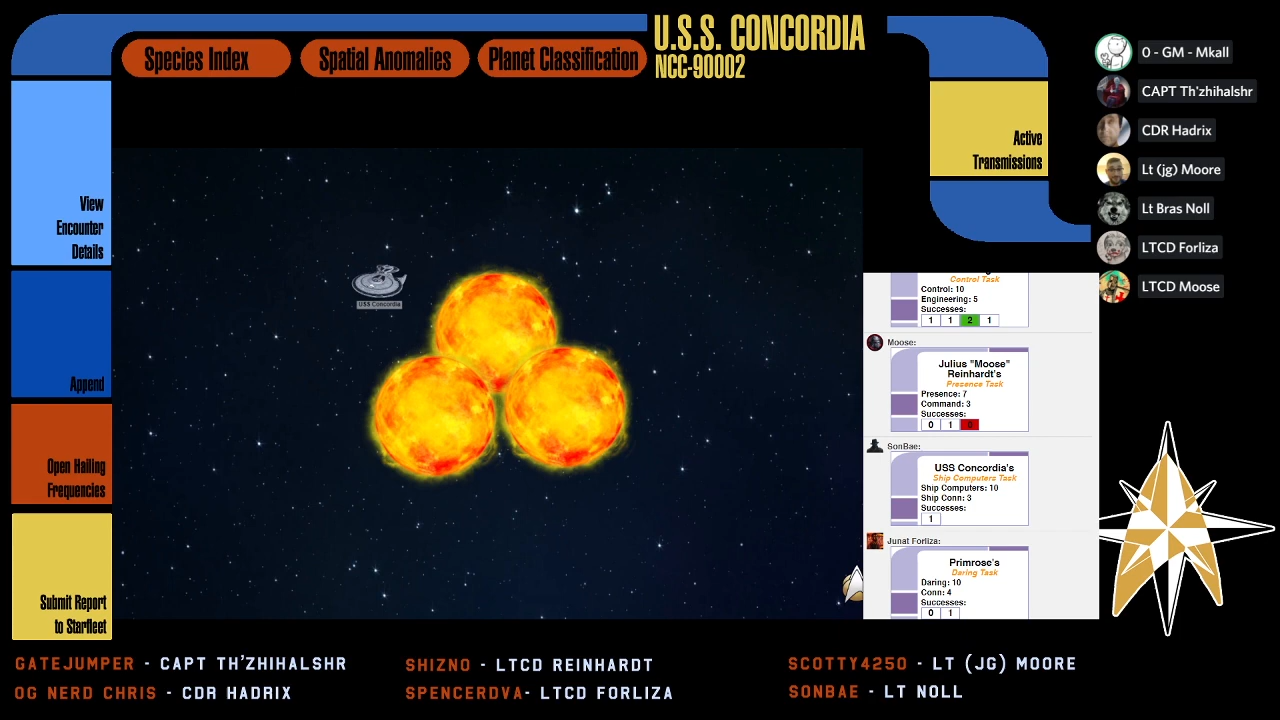 Species Index
Spatial Anomalies
Planet Classification
U.S.S. CONCORDIA
NCC-90002
View
Encounter
Details
Append
Open Hailing
Frequencies
Submit Report
to Starfleet
Active
Transmissions
0 - GM - Mkall
CAPT Th'zhihalshr
CDR Hadrix
Lt (jg) Moore
Lt Bras Noll
LTCD Forliza
LTCD Moose
USS Concordia
Control Task
Control: 10
Engineering: 5
Successes:
1 1 2 1
Moose:
Julius "Moose"
Reinhardt's
Presence Task
Presence: 7
Command: 3
Successes:
0 1 0
SonBae:
USS Concordia's
Ship Computers Task
Ship Computers: 10
Ship Conn: 3
Successes:
1
Junat Forliza:
Primrose's
Daring Task
Daring: 10
Conn: 4
Successes:
0 1
GATEJUMPER - CAPT TH'ZHIHALSHR
OG NERD CHRIS - CDR HADRIX
SHIZNO - LTCD REINHARDT
SPENCERDVA- LTCD FORLIZA
SCOTTY4250 - LT (JG) MOORE
SONBAE - LT NOLL